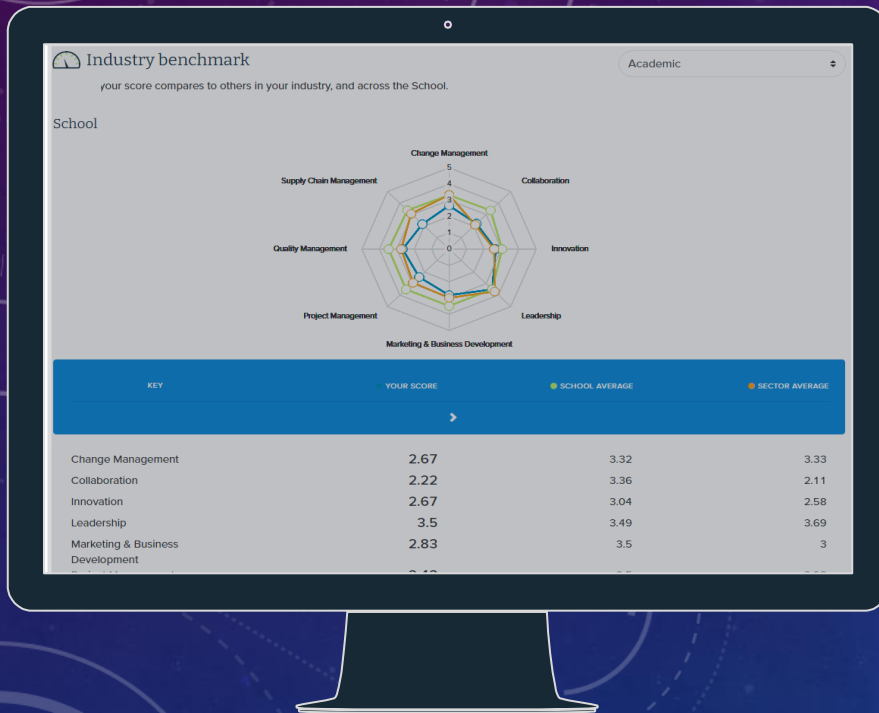 Industry benchmark
Academic
your score compares to others in your industry, and across the School.
School
Change Management
5
Supply Chain Management
4
Collaboration
3
2
1
Quality Management
0
Innovation
Project Management
Leadership
Marketing & Business Development
KEY YOUR SCORE SCHOOL AVERAGE SECTOR AVERAGE
Change Management 2.67 3.32 3.33
Collaboration 2.22 3.36 2.11
Innovation 2.67 3.04 2.58
Leadership 3.5 3.49 3.69
Marketing & Business 2.83 3.5 3
Development